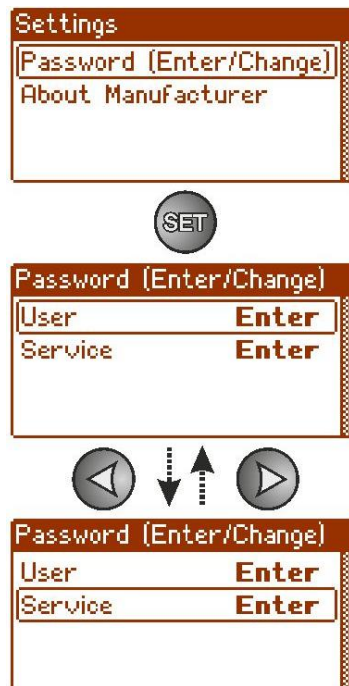 Settings
Password (Enter/Change)
About Manufacturer
SET
Password (Enter/Change)
User Enter
Service Enter
Password (Enter/Change)
User Enter
Service Enter